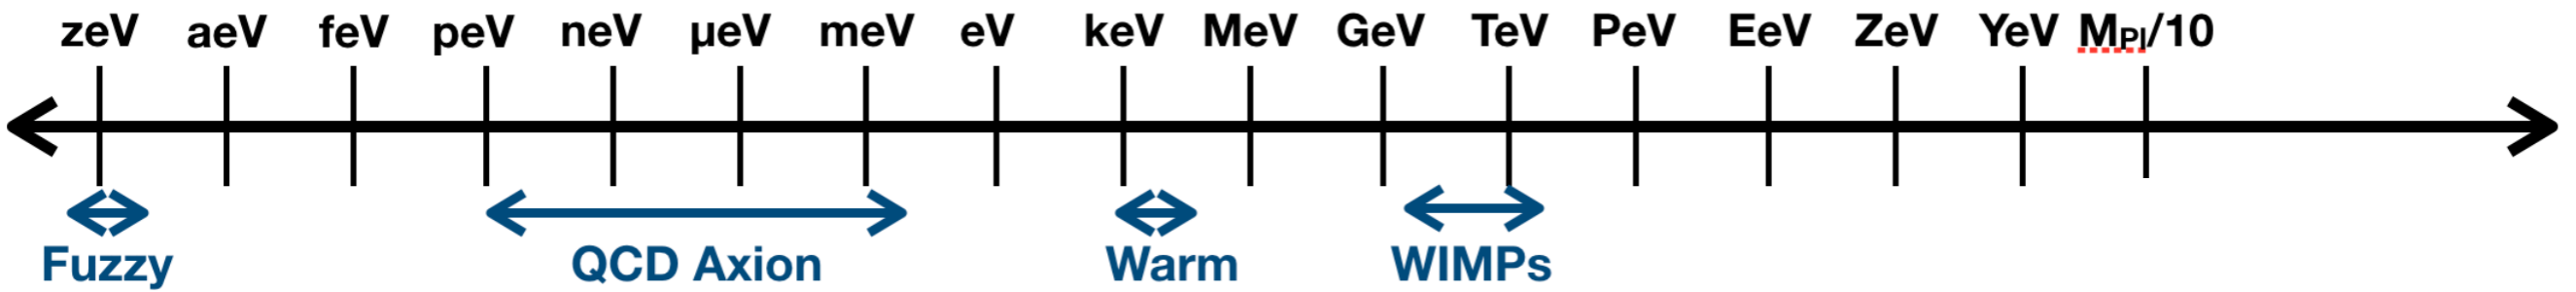 zeV aeV feV peV neV µeV meV eV keV MeV GeV TeV PeV EeV ZeV YeV MPl/10
Fuzzy QCD Axion Warm WIMPs